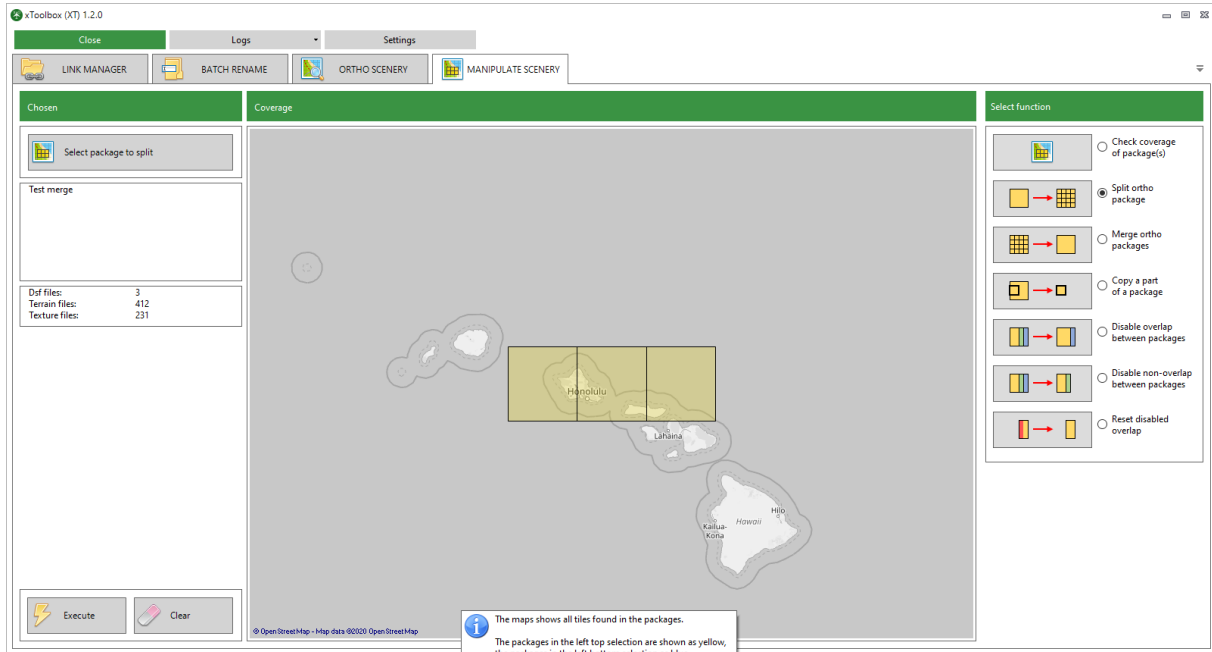 xToolbox (XT) 1.2.0
Close
Logs
Settings
LINK MANAGER
BATCH RENAME
ORTHO SCENERY
MANIPULATE SCENERY
Chosen
Coverage
Select function
Select package to split
Test merge
Dsf files: 3
Terrain files: 412
Texture files: 231
Execute
Clear
Honolulu
Lahaina
Hawaii
Hilo
Kailua-
Kona
© OpenStreetMap - Map data ©2020 OpenStreetMap
The maps shows all tiles found in the packages.
The packages in the left top selection are shown as yellow,
Check coverage
of package(s)
Split ortho
package
Merge ortho
packages
Copy a part
of a package
Disable overlap
between packages
Disable non-overlap
between packages
Reset disabled
overlap